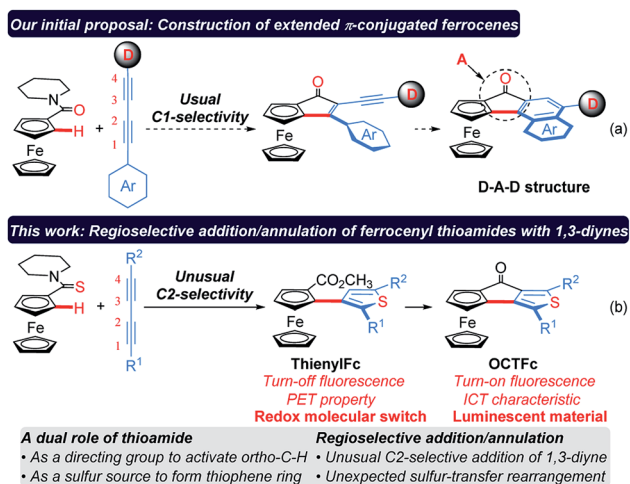 Our initial proposal: Construction of extended π-conjugated ferrocenes
D
4
3
2
1
N
O
H
Fe
+
Ar
Usual
C1-selectivity
O
D
Ar
Fe
A
O
D
Ar
Fe
(a)
D-A-D structure
This work: Regioselective addition/annulation of ferrocenyl thioamides with 1,3-diynes
N
S
H
Fe
+
R2
4
3
2
1
R1
Unusual
C2-selectivity
CO2CH3
R2
S
R1
Fe
O
R2
S
R1
Fe
(b)
ThienylFc
Turn-off fluorescence
PET property
Redox molecular switch
OCTFc
Turn-on fluorescence
ICT characteristic
Luminescent material
A dual role of thioamide
• As a directing group to activate ortho-C-H
• As a sulfur source to form thiophene ring
Regioselective addition/annulation
• Unusual C2-selective addition of 1,3-diyne
• Unexpected sulfur-transfer rearrangement